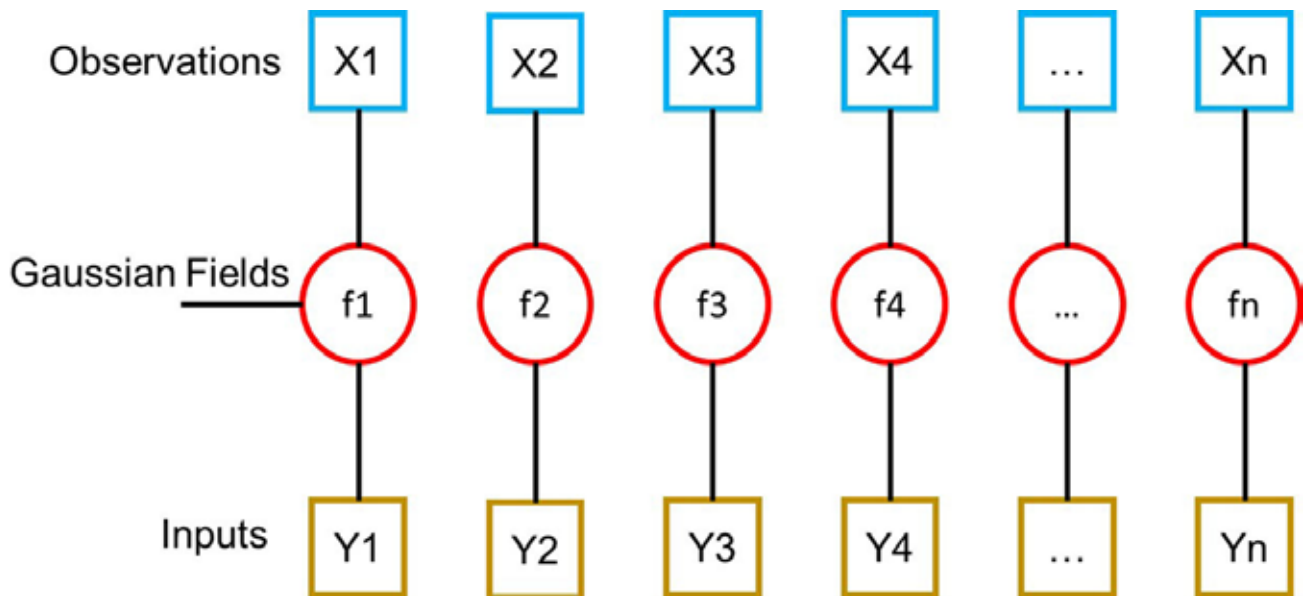 Observations X1 X2 X3 X4 ... Xn
Gaussian Fields f1 f2 f3 f4 ... fn
Inputs Y1 Y2 Y3 Y4 ... Yn